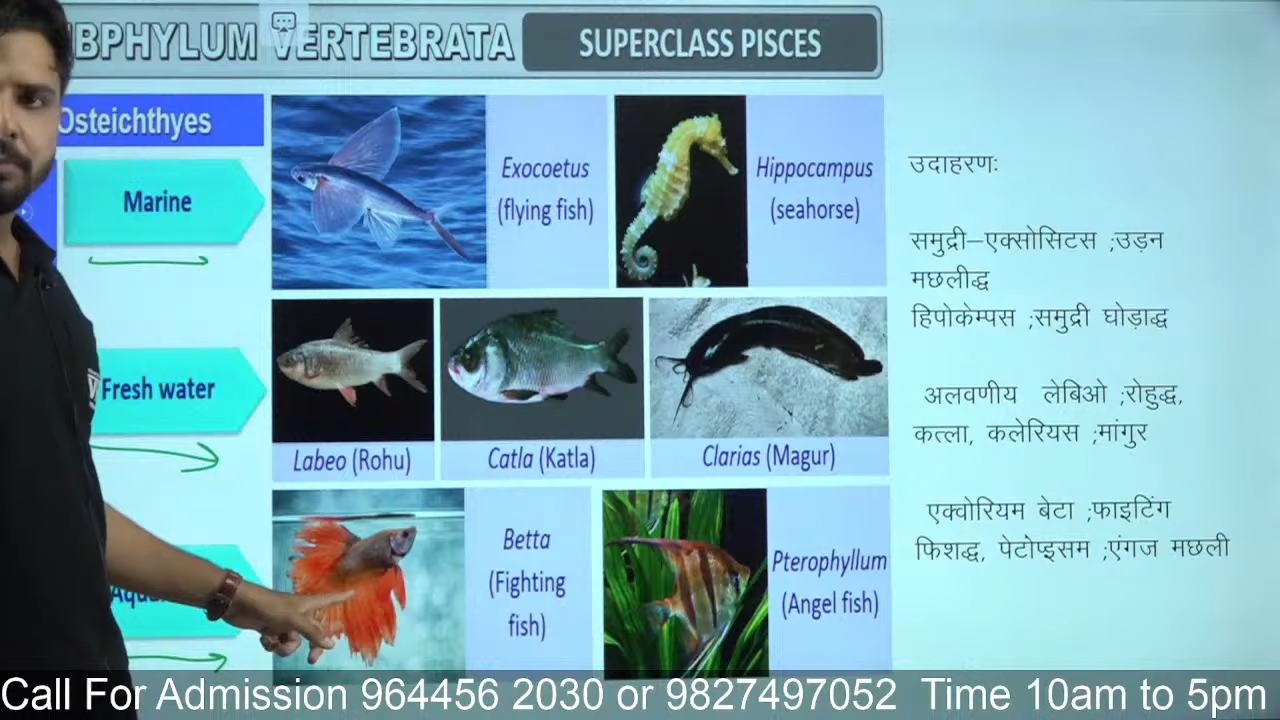 BPHYLUM VERTEBRATA
SUPERCLASS PISCES
Osteichthyes
Marine
Exocoetus
(flying fish)
Hippocampus
(seahorse)
Fresh water
Labeo (Rohu)
Catla (Katla)
Clarias (Magur)
Aqua
Betta
(Fighting
fish)
Pterophyllum
(Angel fish)
उदाहरणः
समुद्री–एक्सोसिटस ;उड़न
मछलीद्ध
हिपोकेम्पस ;समुद्री घोड़ाद्ध
अलवणीय लेबिओ ;रोहुद्ध,
कत्ला, कलेरियस ;मांगुर
एक्वोरियम बेटा ;फाइटिंग
फिशद्ध, पेटोप्इसम ;एंगज मछली
Call For Admission 964456 2030 or 9827497052 Time 10am to 5pm